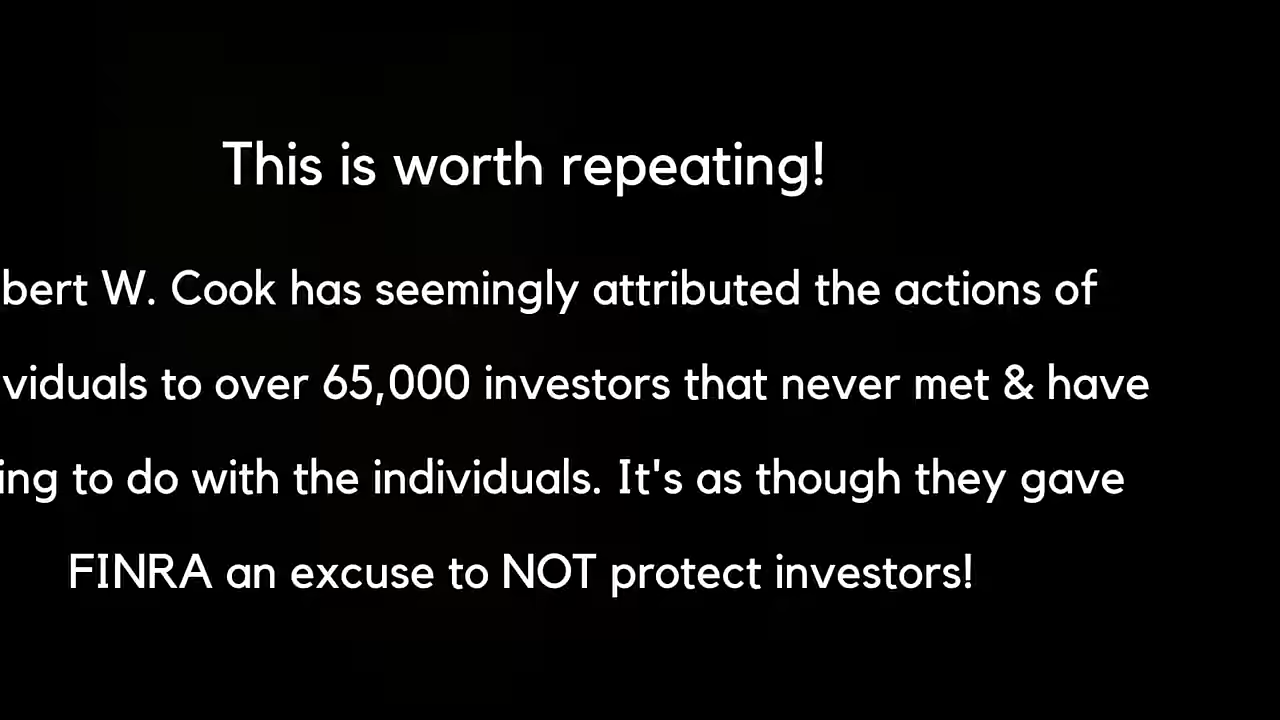 This is worth repeating!
bert W. Cook has seemingly attributed the actions of
viduals to over 65,000 investors that never met & have
ing to do with the individuals. It's as though they gave
FINRA an excuse to NOT protect investors!